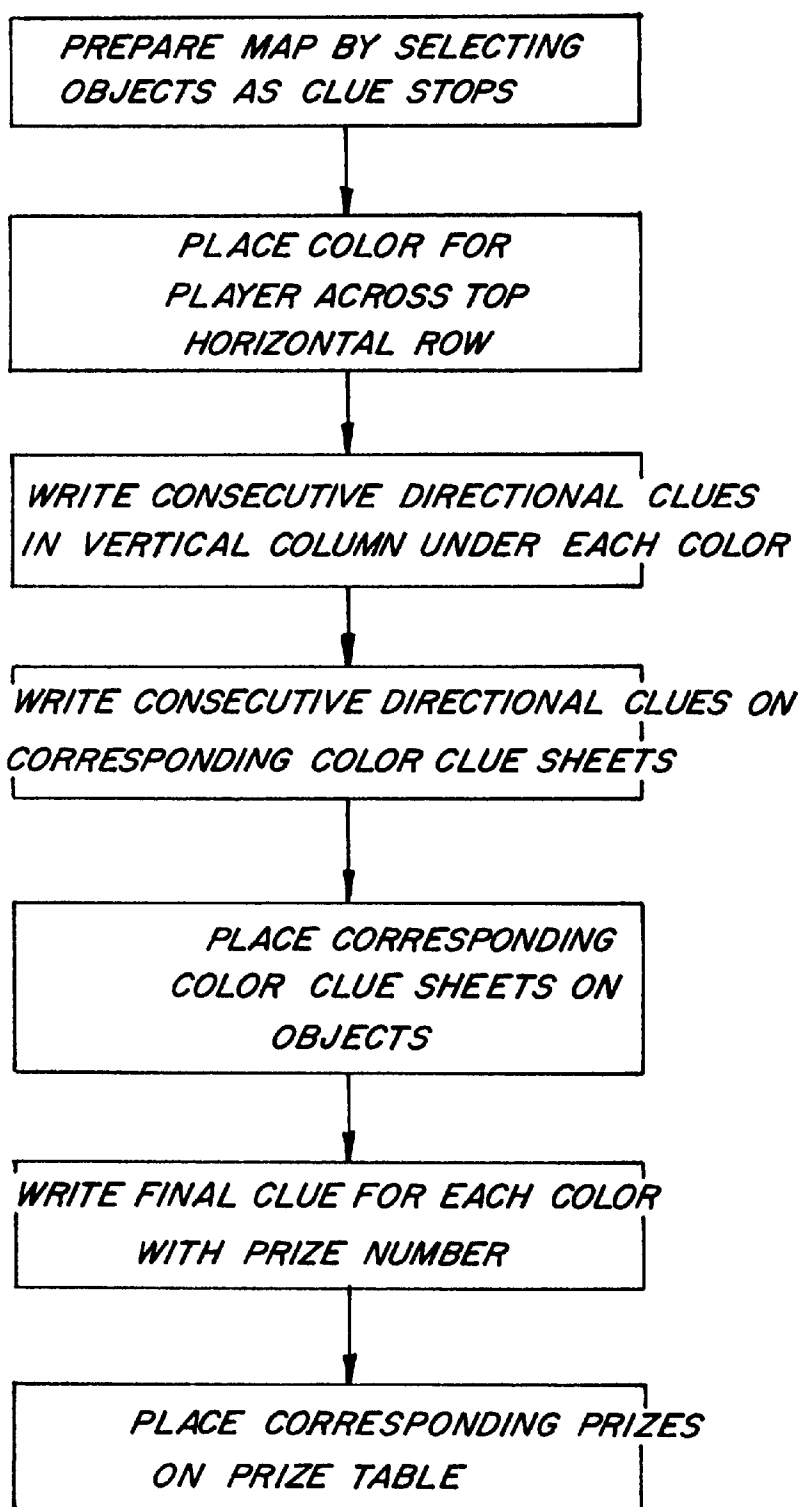 PREPARE MAP BY SELECTING
OBJECTS AS CLUE STOPS
PLACE COLOR FOR
PLAYER ACROSS TOP
HORIZONTAL ROW
WRITE CONSECUTIVE DIRECTIONAL CLUES
IN VERTICAL COLUMN UNDER EACH COLOR
WRITE CONSECUTIVE DIRECTIONAL CLUES ON
CORRESPONDING COLOR CLUE SHEETS
PLACE CORRESPONDING
COLOR CLUE SHEETS ON
OBJECTS
WRITE FINAL CLUE FOR EACH COLOR
WITH PRIZE NUMBER
PLACE CORRESPONDING PRIZES
ON PRIZE TABLE